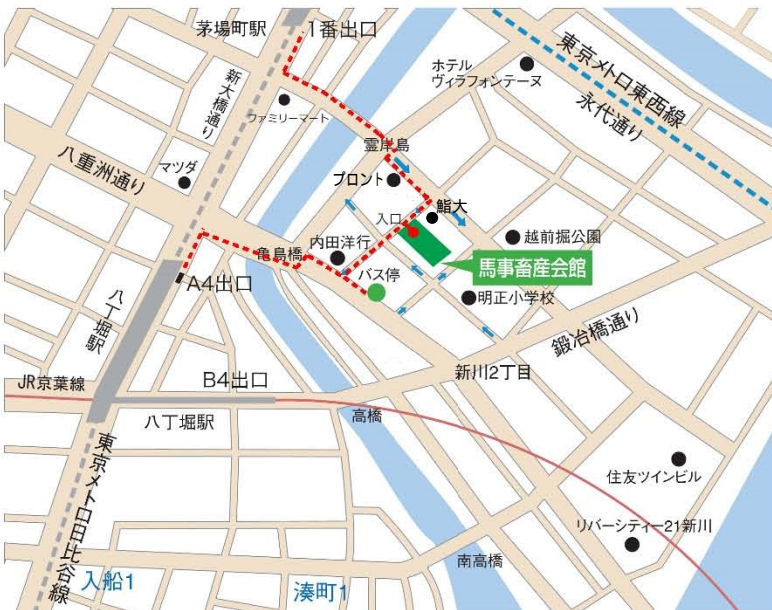 茅場町駅
1番出口
新大橋通り
ファミリーマート
ホテル
ヴィラフォンテーヌ
東京メトロ東西線
永代通り
八重洲通り
マツダ
霊岸島
プロント
鮨大
入口
越前掘公園
亀島橋
内田洋行
馬事畜産会館
バス停
A4出口
明正小学校
八丁堀駅
鍛冶橋通り
新川2丁目
JR京葉線
B4出口
八丁堀駅
高橋
東京メトロ日比谷線
住友ツインビル
リバーシティー21新川
南高橋
入船1
湊町1